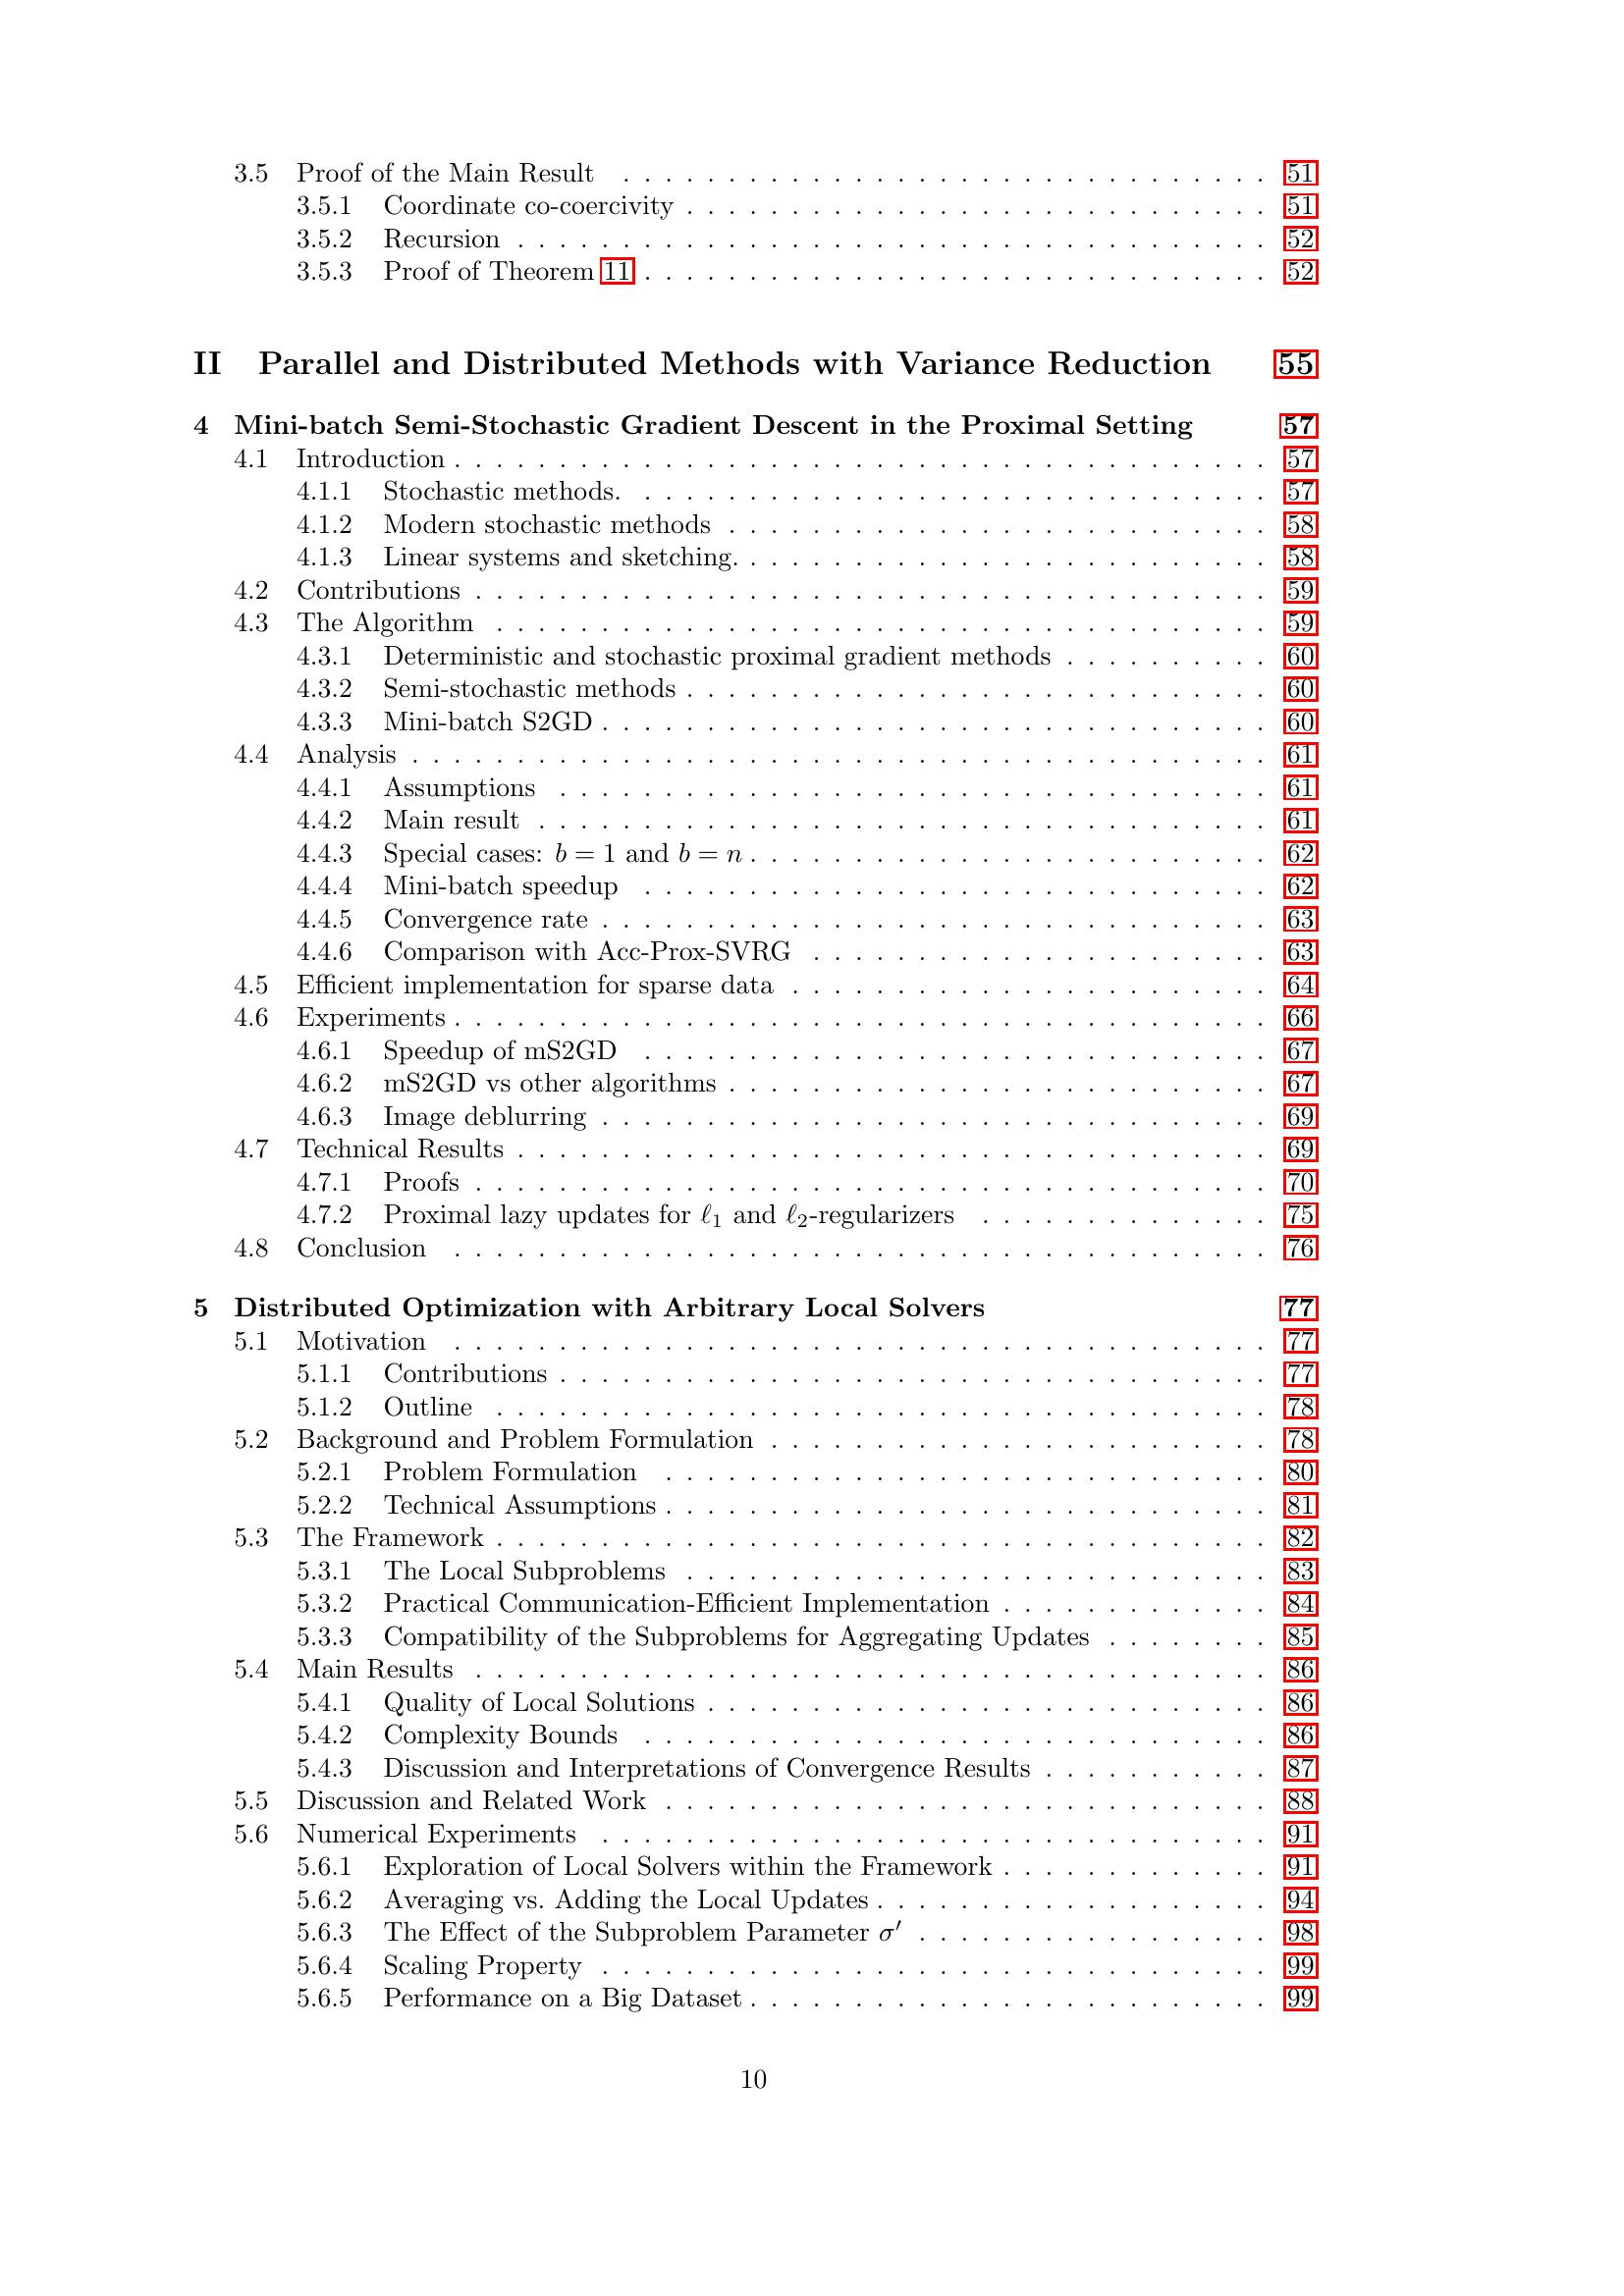 3.5 Proof of the Main Result . . . . . . . . . . . . . . . . . . . . . . . . . . . . . . . 51
3.5.1 Coordinate co-coercivity . . . . . . . . . . . . . . . . . . . . . . . . . . . . 51
3.5.2 Recursion . . . . . . . . . . . . . . . . . . . . . . . . . . . . . . . . . . . . 52
3.5.3 Proof of Theorem 11 . . . . . . . . . . . . . . . . . . . . . . . . . . . . . . 52
II Parallel and Distributed Methods with Variance Reduction 55
4 Mini-batch Semi-Stochastic Gradient Descent in the Proximal Setting 57
4.1 Introduction . . . . . . . . . . . . . . . . . . . . . . . . . . . . . . . . . . . . . . . 57
4.1.1 Stochastic methods. . . . . . . . . . . . . . . . . . . . . . . . . . . . . . . 57
4.1.2 Modern stochastic methods . . . . . . . . . . . . . . . . . . . . . . . . . . 58
4.1.3 Linear systems and sketching. . . . . . . . . . . . . . . . . . . . . . . . . . 58
4.2 Contributions . . . . . . . . . . . . . . . . . . . . . . . . . . . . . . . . . . . . . . 59
4.3 The Algorithm . . . . . . . . . . . . . . . . . . . . . . . . . . . . . . . . . . . . . 59
4.3.1 Deterministic and stochastic proximal gradient methods . . . . . . . . . . 60
4.3.2 Semi-stochastic methods . . . . . . . . . . . . . . . . . . . . . . . . . . . . 60
4.3.3 Mini-batch S2GD . . . . . . . . . . . . . . . . . . . . . . . . . . . . . . . . 60
4.4 Analysis . . . . . . . . . . . . . . . . . . . . . . . . . . . . . . . . . . . . . . . . . 61
4.4.1 Assumptions . . . . . . . . . . . . . . . . . . . . . . . . . . . . . . . . . . 61
4.4.2 Main result . . . . . . . . . . . . . . . . . . . . . . . . . . . . . . . . . . . 61
4.4.3 Special cases: b = 1 and b = n . . . . . . . . . . . . . . . . . . . . . . . . . 62
4.4.4 Mini-batch speedup . . . . . . . . . . . . . . . . . . . . . . . . . . . . . . 62
4.4.5 Convergence rate . . . . . . . . . . . . . . . . . . . . . . . . . . . . . . . . 63
4.4.6 Comparison with Acc-Prox-SVRG . . . . . . . . . . . . . . . . . . . . . . 63
4.5 Efficient implementation for sparse data . . . . . . . . . . . . . . . . . . . . . . . 64
4.6 Experiments . . . . . . . . . . . . . . . . . . . . . . . . . . . . . . . . . . . . . . . 66
4.6.1 Speedup of mS2GD . . . . . . . . . . . . . . . . . . . . . . . . . . . . . . 67
4.6.2 mS2GD vs other algorithms . . . . . . . . . . . . . . . . . . . . . . . . . . 67
4.6.3 Image deblurring . . . . . . . . . . . . . . . . . . . . . . . . . . . . . . . . 69
4.7 Technical Results . . . . . . . . . . . . . . . . . . . . . . . . . . . . . . . . . . . . 69
4.7.1 Proofs . . . . . . . . . . . . . . . . . . . . . . . . . . . . . . . . . . . . . . 70
4.7.2 Proximal lazy updates for ℓ₁ and ℓ₂-regularizers . . . . . . . . . . . . . . 75
4.8 Conclusion . . . . . . . . . . . . . . . . . . . . . . . . . . . . . . . . . . . . . . . 76
5 Distributed Optimization with Arbitrary Local Solvers 77
5.1 Motivation . . . . . . . . . . . . . . . . . . . . . . . . . . . . . . . . . . . . . . . 77
5.1.1 Contributions . . . . . . . . . . . . . . . . . . . . . . . . . . . . . . . . . . 77
5.1.2 Outline . . . . . . . . . . . . . . . . . . . . . . . . . . . . . . . . . . . . . 78
5.2 Background and Problem Formulation . . . . . . . . . . . . . . . . . . . . . . . . 78
5.2.1 Problem Formulation . . . . . . . . . . . . . . . . . . . . . . . . . . . . . 80
5.2.2 Technical Assumptions . . . . . . . . . . . . . . . . . . . . . . . . . . . . . 81
5.3 The Framework . . . . . . . . . . . . . . . . . . . . . . . . . . . . . . . . . . . . . 82
5.3.1 The Local Subproblems . . . . . . . . . . . . . . . . . . . . . . . . . . . . 83
5.3.2 Practical Communication-Efficient Implementation . . . . . . . . . . . . . 84
5.3.3 Compatibility of the Subproblems for Aggregating Updates . . . . . . . . 85
5.4 Main Results . . . . . . . . . . . . . . . . . . . . . . . . . . . . . . . . . . . . . . 86
5.4.1 Quality of Local Solutions . . . . . . . . . . . . . . . . . . . . . . . . . . . 86
5.4.2 Complexity Bounds . . . . . . . . . . . . . . . . . . . . . . . . . . . . . . 86
5.4.3 Discussion and Interpretations of Convergence Results . . . . . . . . . . . 87
5.5 Discussion and Related Work . . . . . . . . . . . . . . . . . . . . . . . . . . . . . 88
5.6 Numerical Experiments . . . . . . . . . . . . . . . . . . . . . . . . . . . . . . . . 91
5.6.1 Exploration of Local Solvers within the Framework . . . . . . . . . . . . . 91
5.6.2 Averaging vs. Adding the Local Updates . . . . . . . . . . . . . . . . . . . 94
5.6.3 The Effect of the Subproblem Parameter σ′ . . . . . . . . . . . . . . . . . 98
5.6.4 Scaling Property . . . . . . . . . . . . . . . . . . . . . . . . . . . . . . . . 99
5.6.5 Performance on a Big Dataset . . . . . . . . . . . . . . . . . . . . . . . . . 99
10